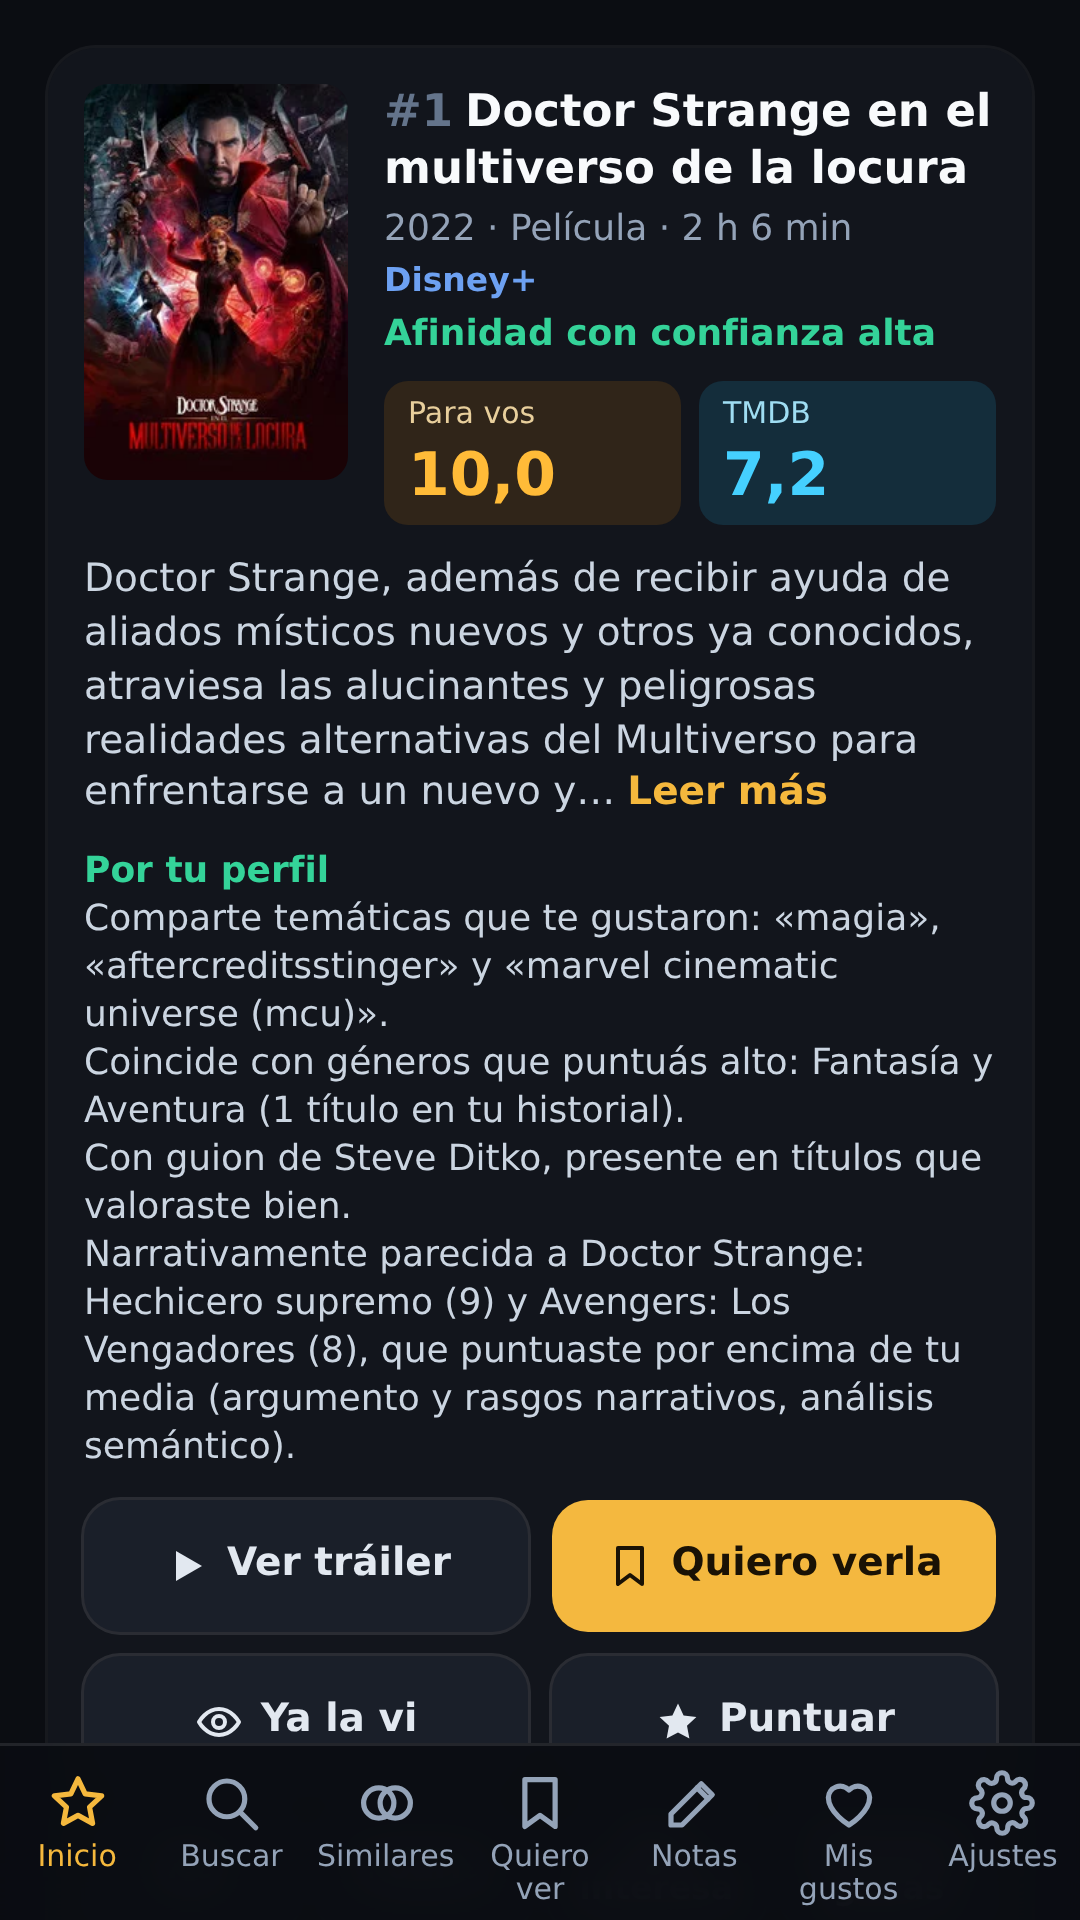 #1 Doctor Strange en el
multiverso de la locura
2022 · Película · 2 h 6 min
Disney+
Afinidad con confianza alta
Para vos
10,0
TMDB
7,2
DOCTOR STRANGE
EN EL
MULTIVERSO DE LA LOCURA
Doctor Strange, además de recibir ayuda de
aliados místicos nuevos y otros ya conocidos,
atraviesa las alucinantes y peligrosas
realidades alternativas del Multiverso para
enfrentarse a un nuevo y... Leer más
Por tu perfil
Comparte temáticas que te gustaron: «magia»,
«aftercreditsstinger» y «marvel cinematic
universe (mcu)».
Coincide con géneros que puntuás alto: Fantasía y
Aventura (1 título en tu historial).
Con guion de Steve Ditko, presente en títulos que
valoraste bien.
Narrativamente parecida a Doctor Strange:
Hechicero supremo (9) y Avengers: Los
Vengadores (8), que puntuaste por encima de tu
media (argumento y rasgos narrativos, análisis
semántico).
Ver tráiler
Quiero verla
Ya la vi
Puntuar
Inicio
Buscar
Similares
Quiero
ver
Notas
Mis
gustos
Ajustes